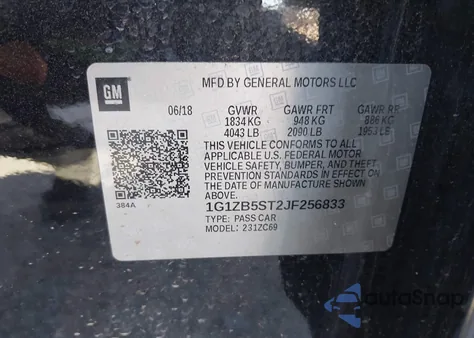 GM
MFD BY GENERAL MOTORS LLC
06/18 GVWR GAWR FRT GAWR RR
1834 KG 948 KG 886 KG
4043 LB 2090 LB 1953 LB
THIS VEHICLE CONFORMS TO ALL
APPLICABLE U.S. FEDERAL MOTOR
VEHICLE SAFETY, BUMPER, AND THEFT
PREVENTION STANDARDS IN EFFECT ON
THE DATE OF MANUFACTURE SHOWN
ABOVE.
384A
1G1ZB5ST2JF256833
TYPE: PASS CAR
MODEL: 231ZC69
AutoSnap